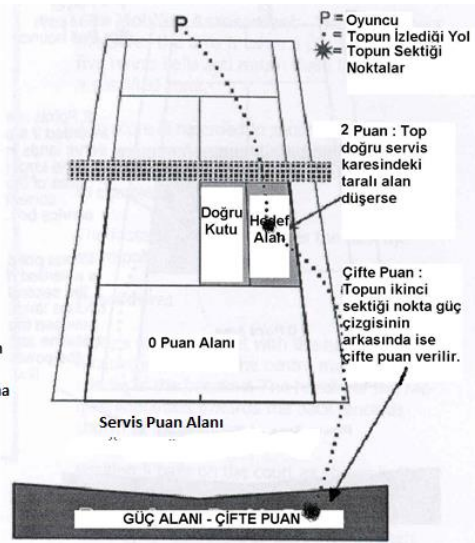 P
P = Oyuncu
= Topun İzlediği Yol
= Topun Sektiği
Noktalar
2 Puan : Top
doğru servis
karesindeki
taralı alan
düşerse
Doğru
Kutu
Hedef
Alan
Çifte Puan :
Topun ikinci
sektiği nokta güç
çizgisinin
arkasında ise
çifte puan verilir.
0 Puan Alanı
Servis Puan Alanı
GÜÇ ALANI - ÇİFTE PUAN